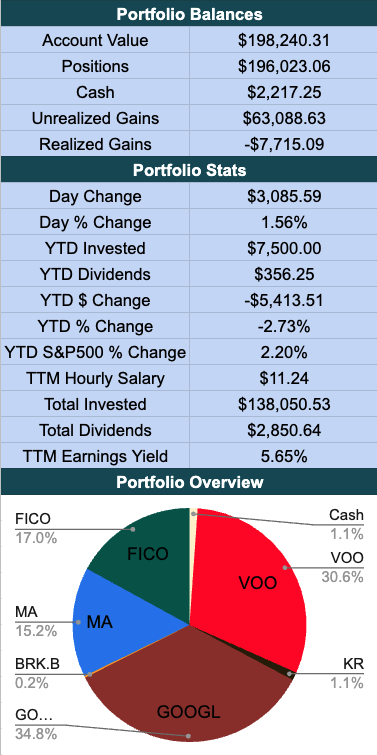 Portfolio Balances
Account Value $198,240.31
Positions $196,023.06
Cash $2,217.25
Unrealized Gains $63,088.63
Realized Gains -$7,715.09
Portfolio Stats
Day Change $3,085.59
Day % Change 1.56%
YTD Invested $7,500.00
YTD Dividends $356.25
YTD $ Change -$5,413.51
YTD % Change -2.73%
YTD S&P500 % Change 2.20%
TTM Hourly Salary $11.24
Total Invested $138,050.53
Total Dividends $2,850.64
TTM Earnings Yield 5.65%
Portfolio Overview
Cash
1.1%
FICO
17.0%
FICO
VOO
30.6%
VOO
MA
15.2%
MA
BRK.B
0.2%
KR
1.1%
GO...
34.8%
GOOGL